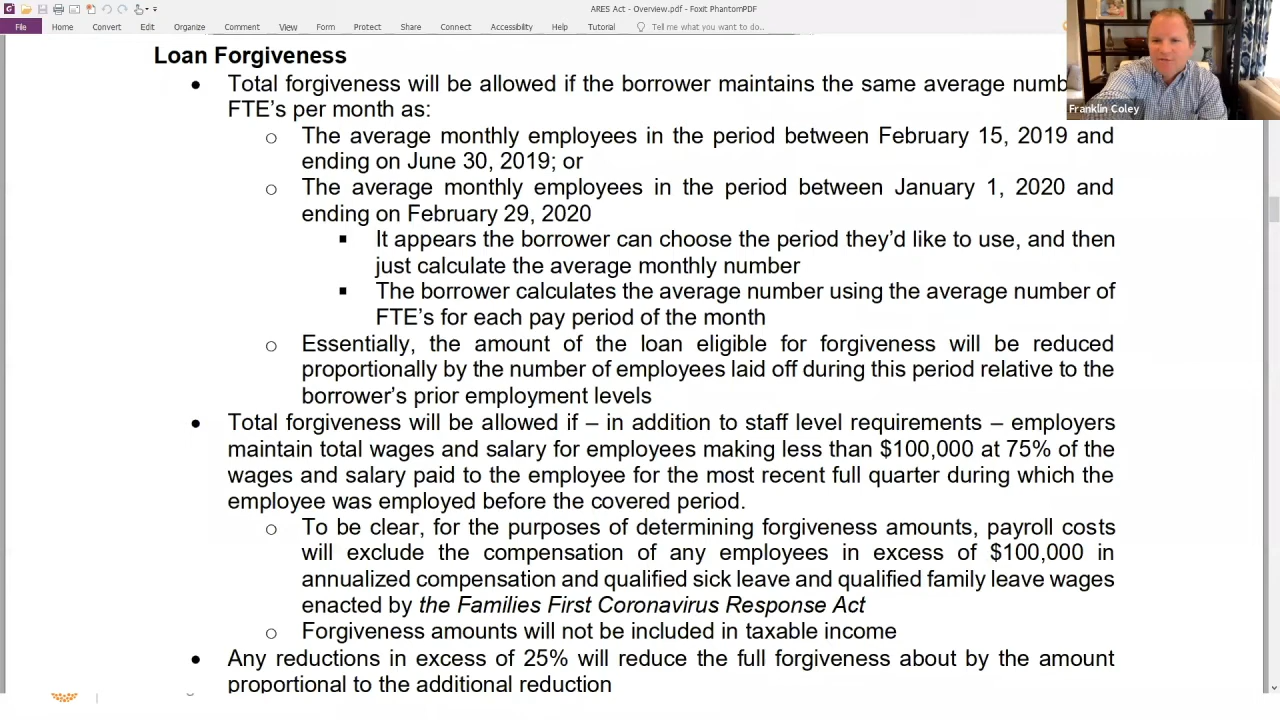 ARES Act - Overview.pdf - Foxit PhantomPDF
File Home Convert Edit Organize Comment View Form Protect Share Connect Accessibility Help Tutorial Tell me what you want to do..
Franklin Coley
Loan Forgiveness
• Total forgiveness will be allowed if the borrower maintains the same average
FTE's per month as:
o The average monthly employees in the period between February 15, 2019 and
ending on June 30, 2019; or
o The average monthly employees in the period between January 1, 2020 and
ending on February 29, 2020
▪ It appears the borrower can choose the period they'd like to use, and then
just calculate the average monthly number
▪ The borrower calculates the average number using the average number of
FTE's for each pay period of the month
o Essentially, the amount of the loan eligible for forgiveness will be reduced
proportionally by the number of employees laid off during this period relative to the
borrower's prior employment levels
• Total forgiveness will be allowed if – in addition to staff level requirements – employers
maintain total wages and salary for employees making less than $100,000 at 75% of the
wages and salary paid to the employee for the most recent full quarter during which the
employee was employed before the covered period.
o To be clear, for the purposes of determining forgiveness amounts, payroll costs
will exclude the compensation of any employees in excess of $100,000 in
annualized compensation and qualified sick leave and qualified family leave wages
enacted by the Families First Coronavirus Response Act
o Forgiveness amounts will not be included in taxable income
• Any reductions in excess of 25% will reduce the full forgiveness about by the amount
proportional to the additional reduction